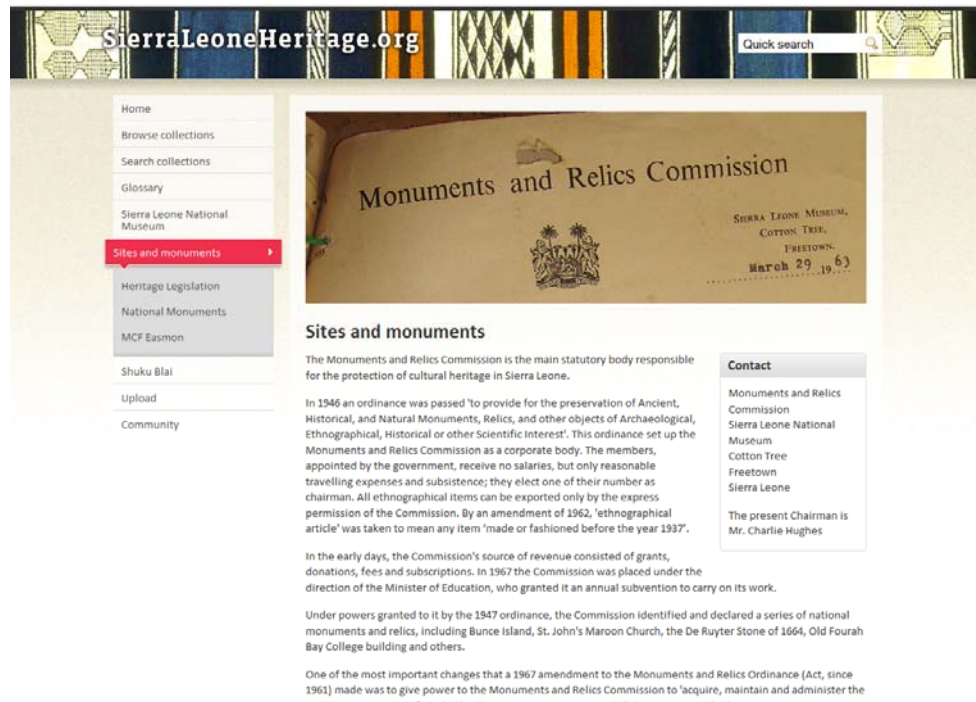 SierraLeoneHeritage.org
Quick search
Home
Browse collections
Search collections
Glossary
Sierra Leone National
Museum
Sites and monuments
Heritage Legislation
National Monuments
MCF Easmon
Shuku Blai
Upload
Community
Monuments and Relics Commission
SIERRA LEONE MUSEUM,
COTTON TREE,
FREETOWN.
March 29 1963
Sites and monuments
The Monuments and Relics Commission is the main statutory body responsible
for the protection of cultural heritage in Sierra Leone.
In 1946 an ordinance was passed 'to provide for the preservation of Ancient,
Historical, and Natural Monuments, Relics, and other objects of Archaeological,
Ethnographical, Historical or other Scientific Interest'. This ordinance set up the
Monuments and Relics Commission as a corporate body. The members,
appointed by the government, receive no salaries, but only reasonable
travelling expenses and subsistence; they elect one of their number as
chairman. All ethnographical items can be exported only by the express
permission of the Commission. By an amendment of 1962, 'ethnographical
article' was taken to mean any item 'made or fashioned before the year 1937'.
In the early days, the Commission's source of revenue consisted of grants,
donations, fees and subscriptions. In 1967 the Commission was placed under the
direction of the Minister of Education, who granted it an annual subvention to carry on its work.
Under powers granted to it by the 1947 ordinance, the Commission identified and declared a series of national
monuments and relics, including Bunce Island, St. John's Maroon Church, the De Ruyter Stone of 1664, Old Fourah
Bay College building and others.
One of the most important changes that a 1967 amendment to the Monuments and Relics Ordinance (Act, since
1961) made was to give power to the Monuments and Relics Commission to 'acquire, maintain and administer the
Contact
Monuments and Relics
Commission
Sierra Leone National
Museum
Cotton Tree
Freetown
Sierra Leone
The present Chairman is
Mr. Charlie Hughes